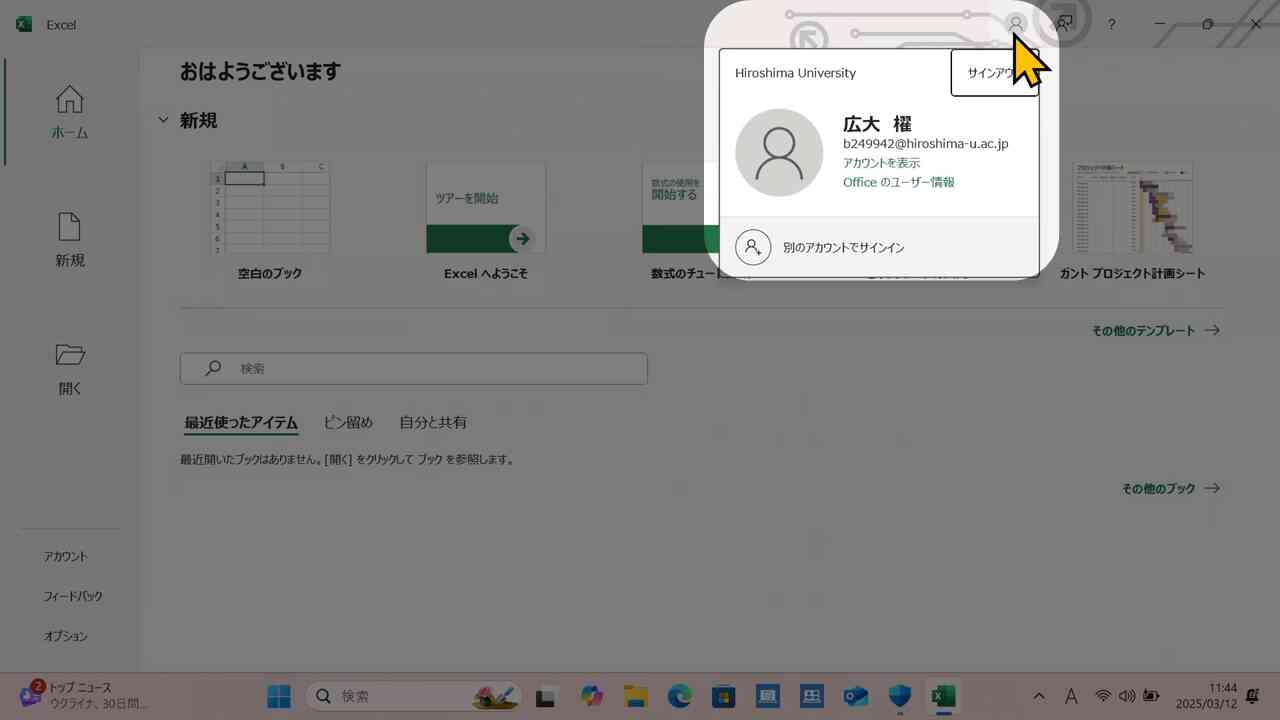 Excel
おはようございます
新規
ホーム
新規
開く
A B C
1
2
3
4
5
6
7
空白のブック
ツアーを開始
Excel へようこそ
数式の使用を
開始する
プロジェクト計画シート
ガント プロジェクト計画シート
Hiroshima University
サインアウ
広大 櫂
b249942@hiroshima-u.ac.jp
アカウントを表示
Office のユーザー情報
別のアカウントでサインイン
その他のテンプレート
検索
最近使ったアイテム ピン留め 自分と共有
最近開いたブックはありません。[開く] をクリックして ブック を参照します。
その他のブック
アカウント
フィードバック
オプション
2
トップ ニュース
ウクライナ、30日間...
検索
A
11:44
2025/03/12